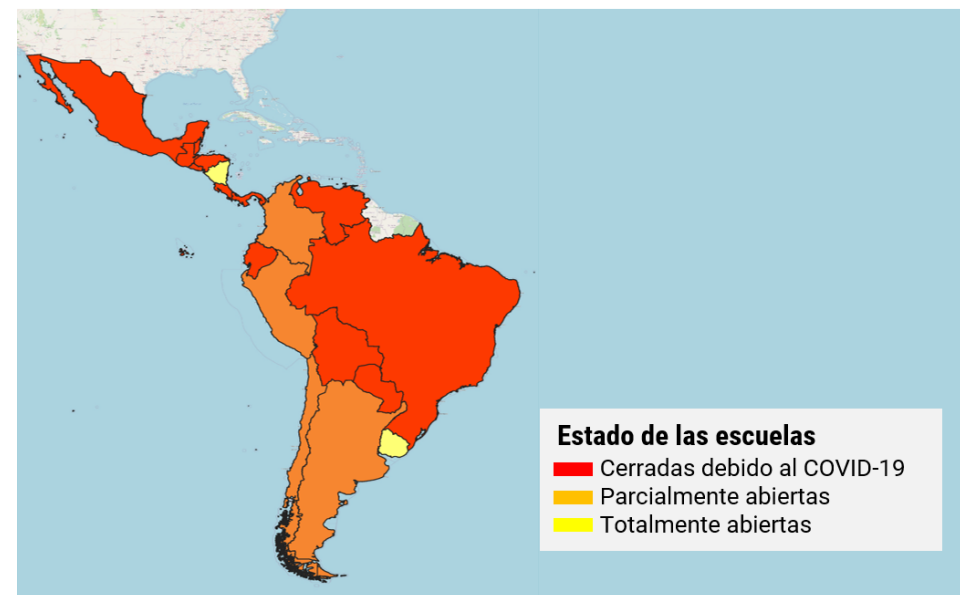 Estado de las escuelas
Cerradas debido al COVID-19
Parcialmente abiertas
Totalmente abiertas